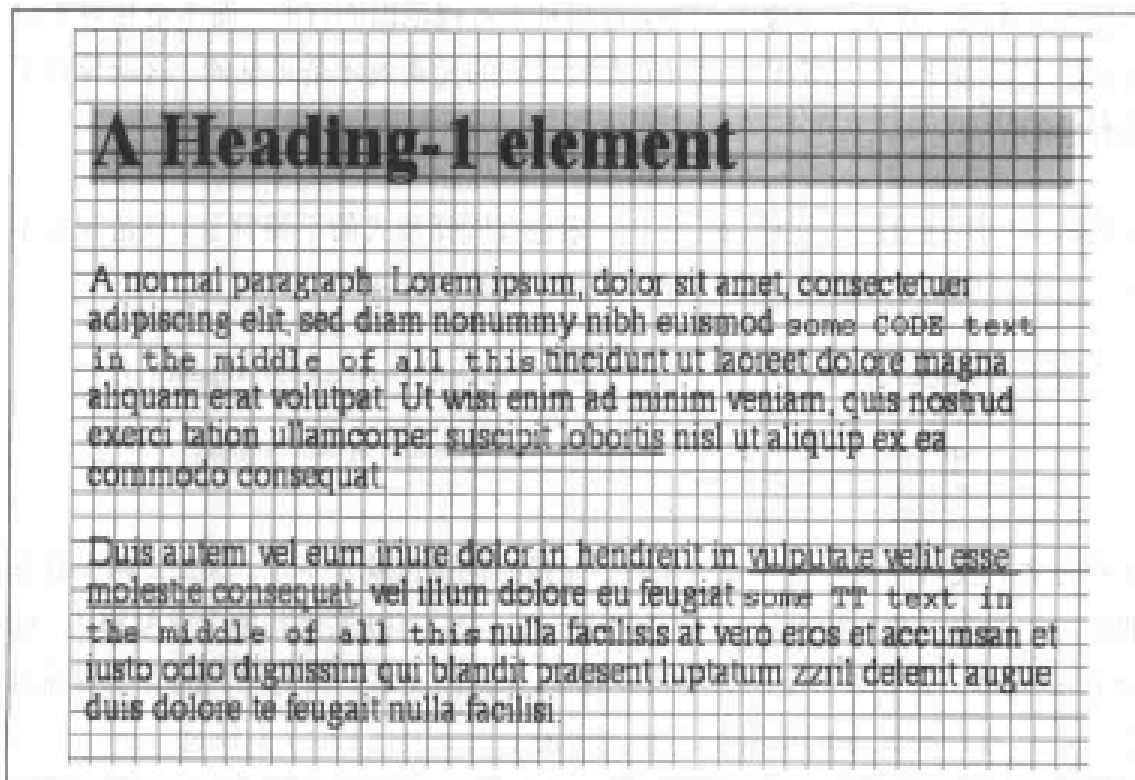 A Heading-1 element
A normal paragraph. Lorem ipsum, dolor sit amet, consectetuer
adipiscing elit, sed diam nonummy nibh euismod some CODE text
in the middle of all this tincidunt ut laoreet dolore magna
aliquam erat volutpat. Ut wisi enim ad minim veniam, quis nostrud
exerci tation ullamcorper suscipit lobortis nisl ut aliquip ex ea
commodo consequat.
Duis autem vel eum iriure dolor in hendrerit in vulputate velit esse
molestie consequat, vel illum dolore eu feugiat some TT text in
the middle of all this nulla facilisis at vero eros et accumsan et
iusto odio dignissim qui blandit praesent luptatum zzril delenit augue
duis dolore te feugait nulla facilisi.